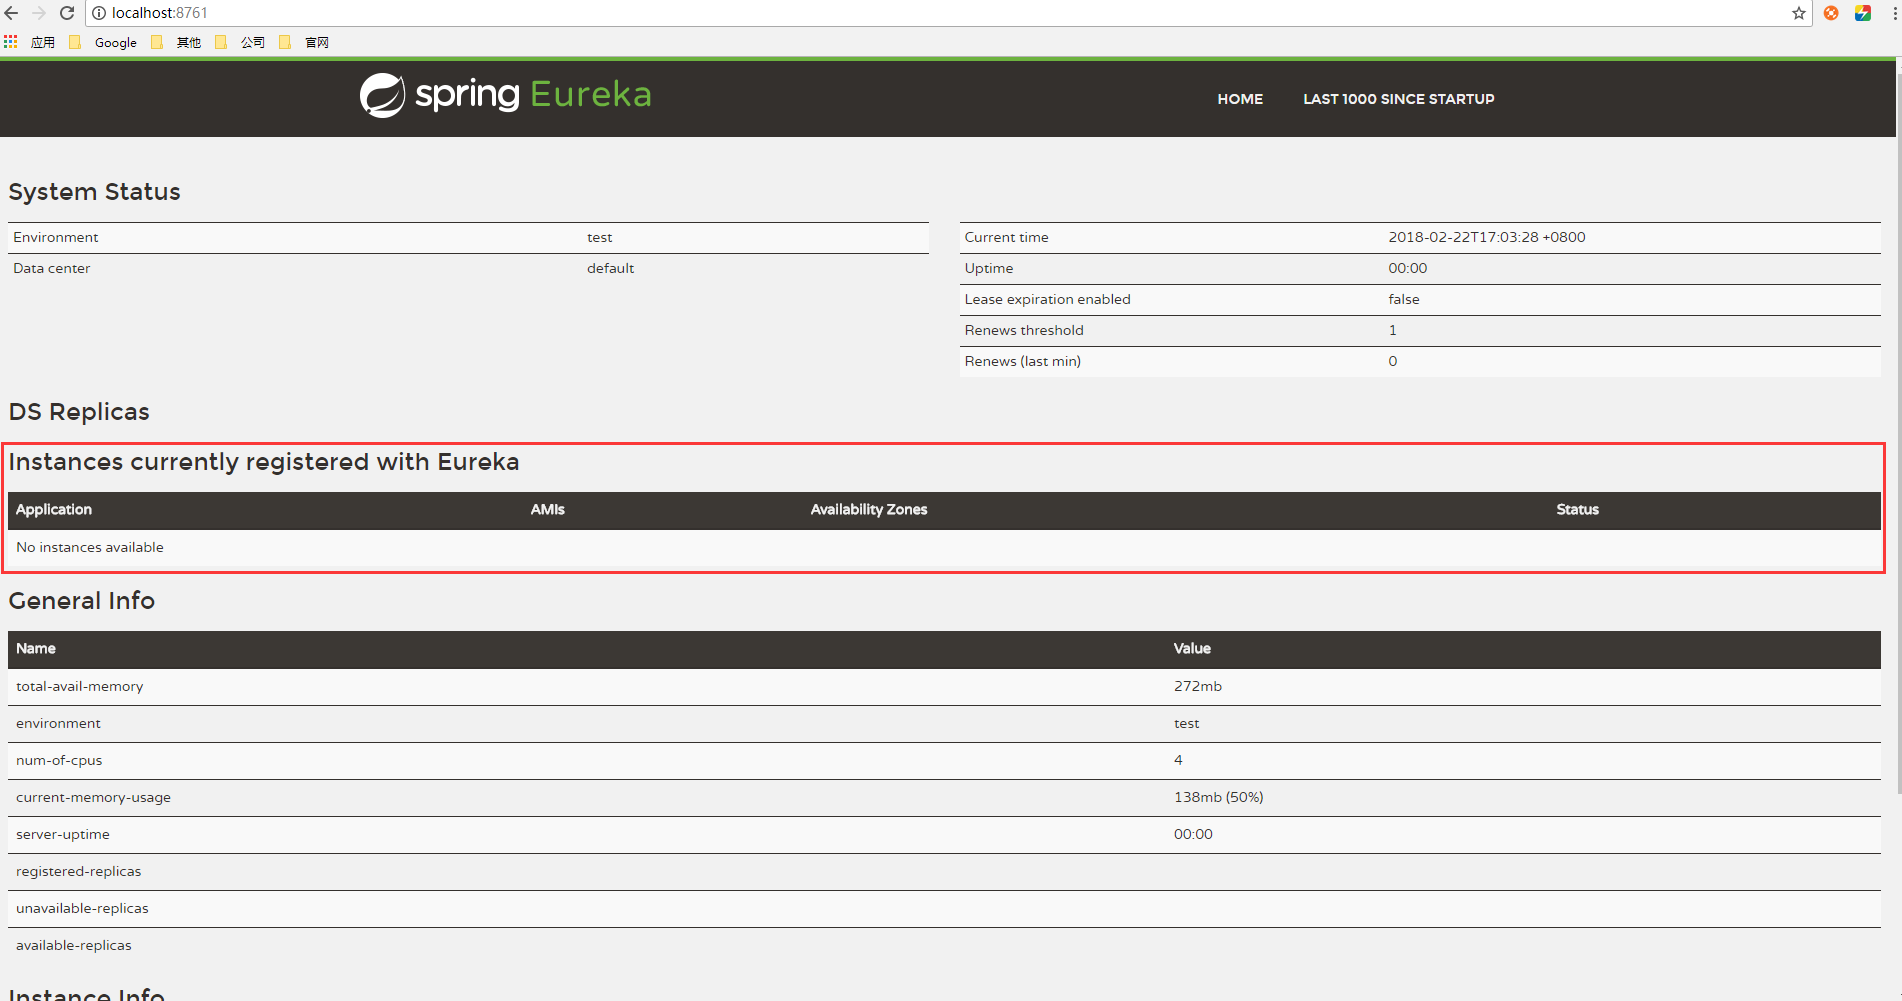 localhost:8761
应用 Google 其他 公司 官网
spring Eureka
HOME LAST 1000 SINCE STARTUP
System Status
Environment test
Data center default
Current time 2018-02-22T17:03:28 +0800
Uptime 00:00
Lease expiration enabled false
Renews threshold 1
Renews (last min) 0
DS Replicas
Instances currently registered with Eureka
Application AMIs Availability Zones Status
No instances available
General Info
Name Value
total-avail-memory 272mb
environment test
num-of-cpus 4
current-memory-usage 138mb (50%)
server-uptime 00:00
registered-replicas
unavailable-replicas
available-replicas
Instance Info